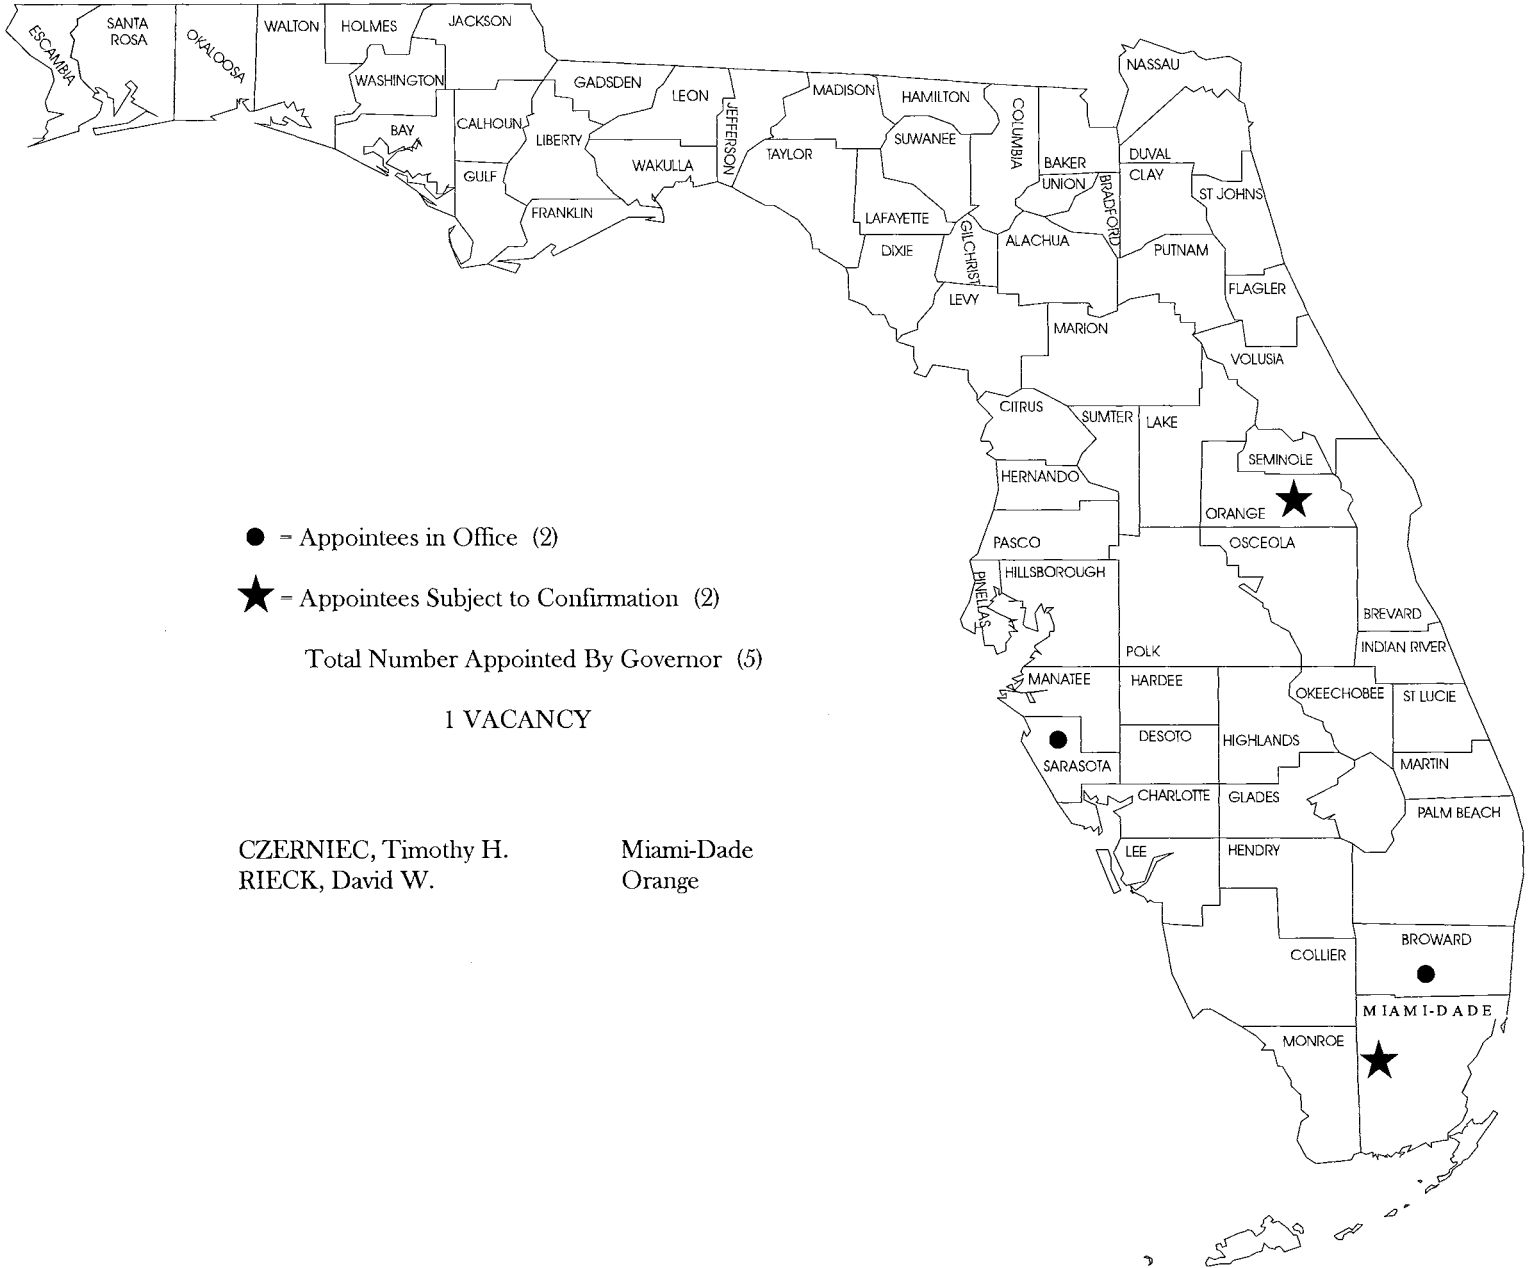 ESCAMBIA
SANTA
ROSA
OKALOOSA
WALTON
HOLMES
JACKSON
WASHINGTON
BAY
CALHOUN
GULF
LIBERTY
GADSDEN
FRANKLIN
LEON
WAKULLA
JEFFERSON
MADISON
TAYLOR
HAMILTON
SUWANEE
LAFAYETTE
DIXIE
COLUMBIA
GILCHRIST
LEVY
BAKER
UNION
BRADFORD
ALACHUA
NASSAU
DUVAL
CLAY
ST JOHNS
PUTNAM
FLAGLER
MARION
VOLUSIA
CITRUS
SUMTER
LAKE
SEMINOLE
HERNANDO
ORANGE
PASCO
OSCEOLA
HILLSBOROUGH
PINELLAS
BREVARD
POLK
INDIAN RIVER
MANATEE
HARDEE
OKEECHOBEE
ST LUCIE
DESOTO
HIGHLANDS
SARASOTA
MARTIN
CHARLOTTE
GLADES
PALM BEACH
LEE
HENDRY
COLLIER
BROWARD
MIAMI-DADE
MONROE
= Appointees in Office (2)
= Appointees Subject to Confirmation (2)
Total Number Appointed By Governor (5)
1 VACANCY
CZERNIEC, Timothy H. Miami-Dade
RIECK, David W. Orange